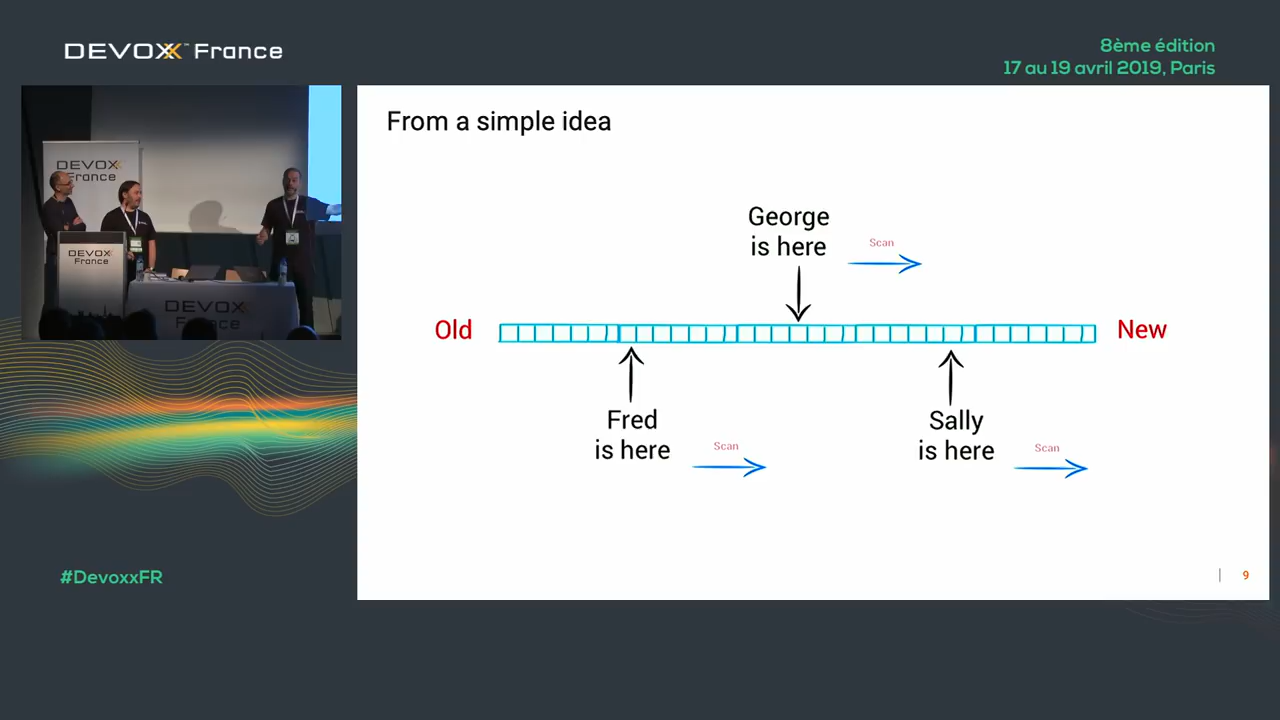 DEVOXX™ France
8ème édition
17 au 19 avril 2019, Paris
DEVOXX
France
DEVOXX
France
DEVOXX
France
From a simple idea
George
is here
Scan
Old
New
Fred
is here
Scan
Sally
is here
Scan
#DevoxxFR
| 9